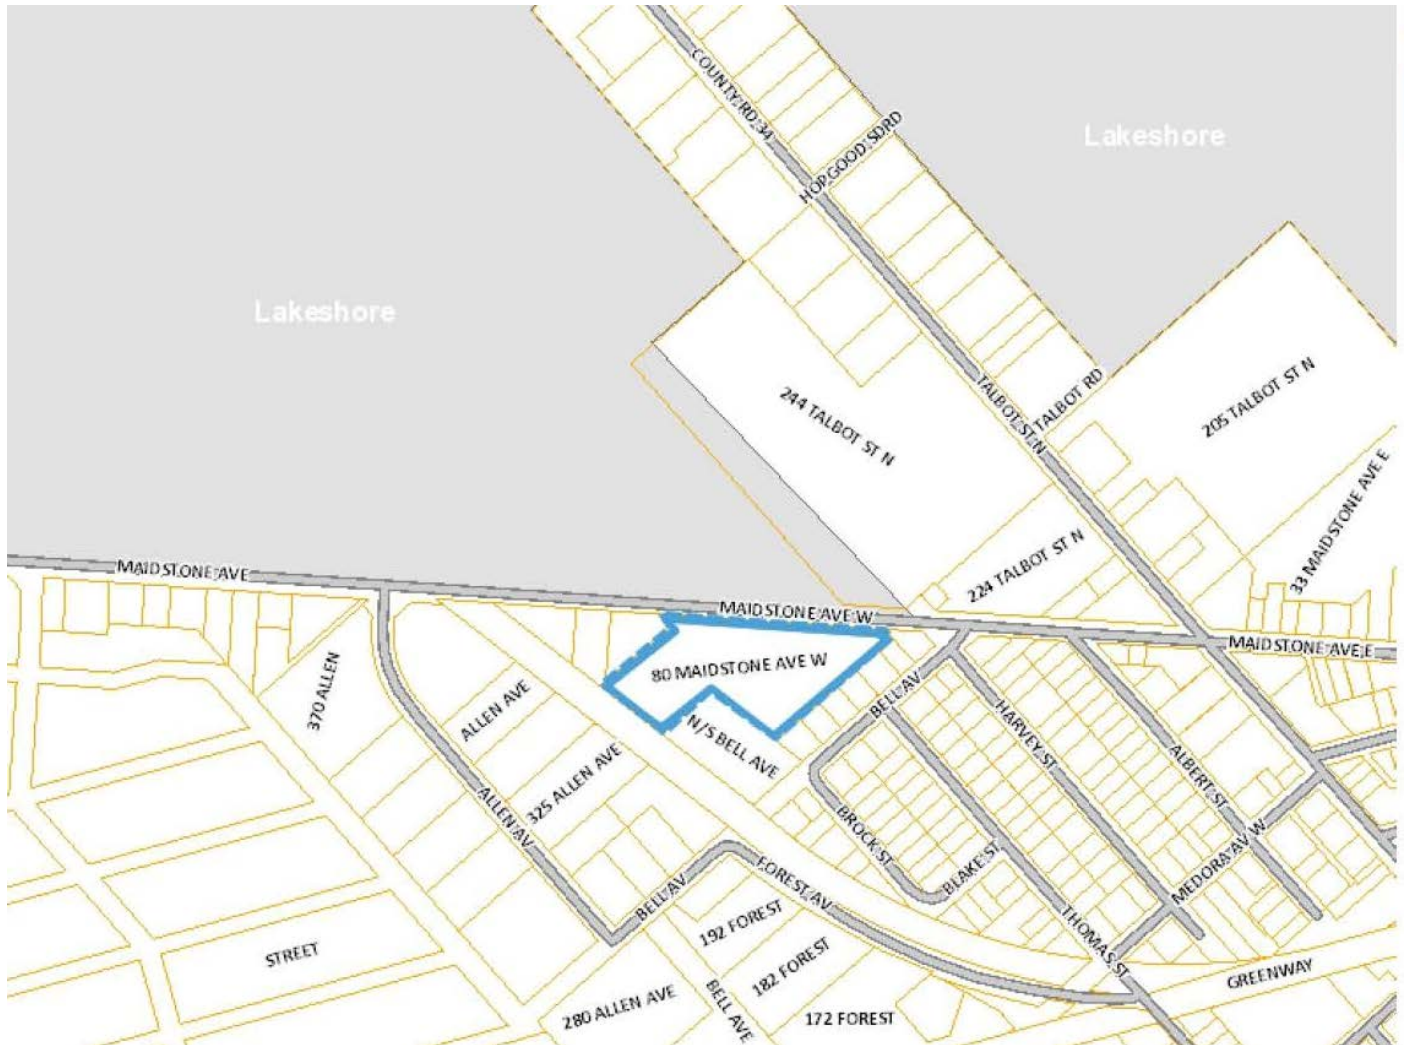 COUNTY RD 34
HOPGOOD SDRD
Lakeshore
Lakeshore
TALBOT ST N
TALBOT RD
244 TALBOT ST N
205 TALBOT ST N
33 MAIDSTONE AVE E
224 TALBOT ST N
MAIDSTONE AVE
MAIDSTONE AVE W
MAIDSTONE AVE E
80 MAIDSTONE AVE W
370 ALLEN
ALLEN AVE
N/S BELL AVE
BELL AV
HARVEY ST
ALBERT ST
325 ALLEN AVE
ALLEN AV
BROCK ST
BLAKE ST
MEDORA AV W
BELL AV
FOREST AV
THOMAS ST
192 FOREST
182 FOREST
STREET
GREENWAY
280 ALLEN AVE
BELL AVE
172 FOREST